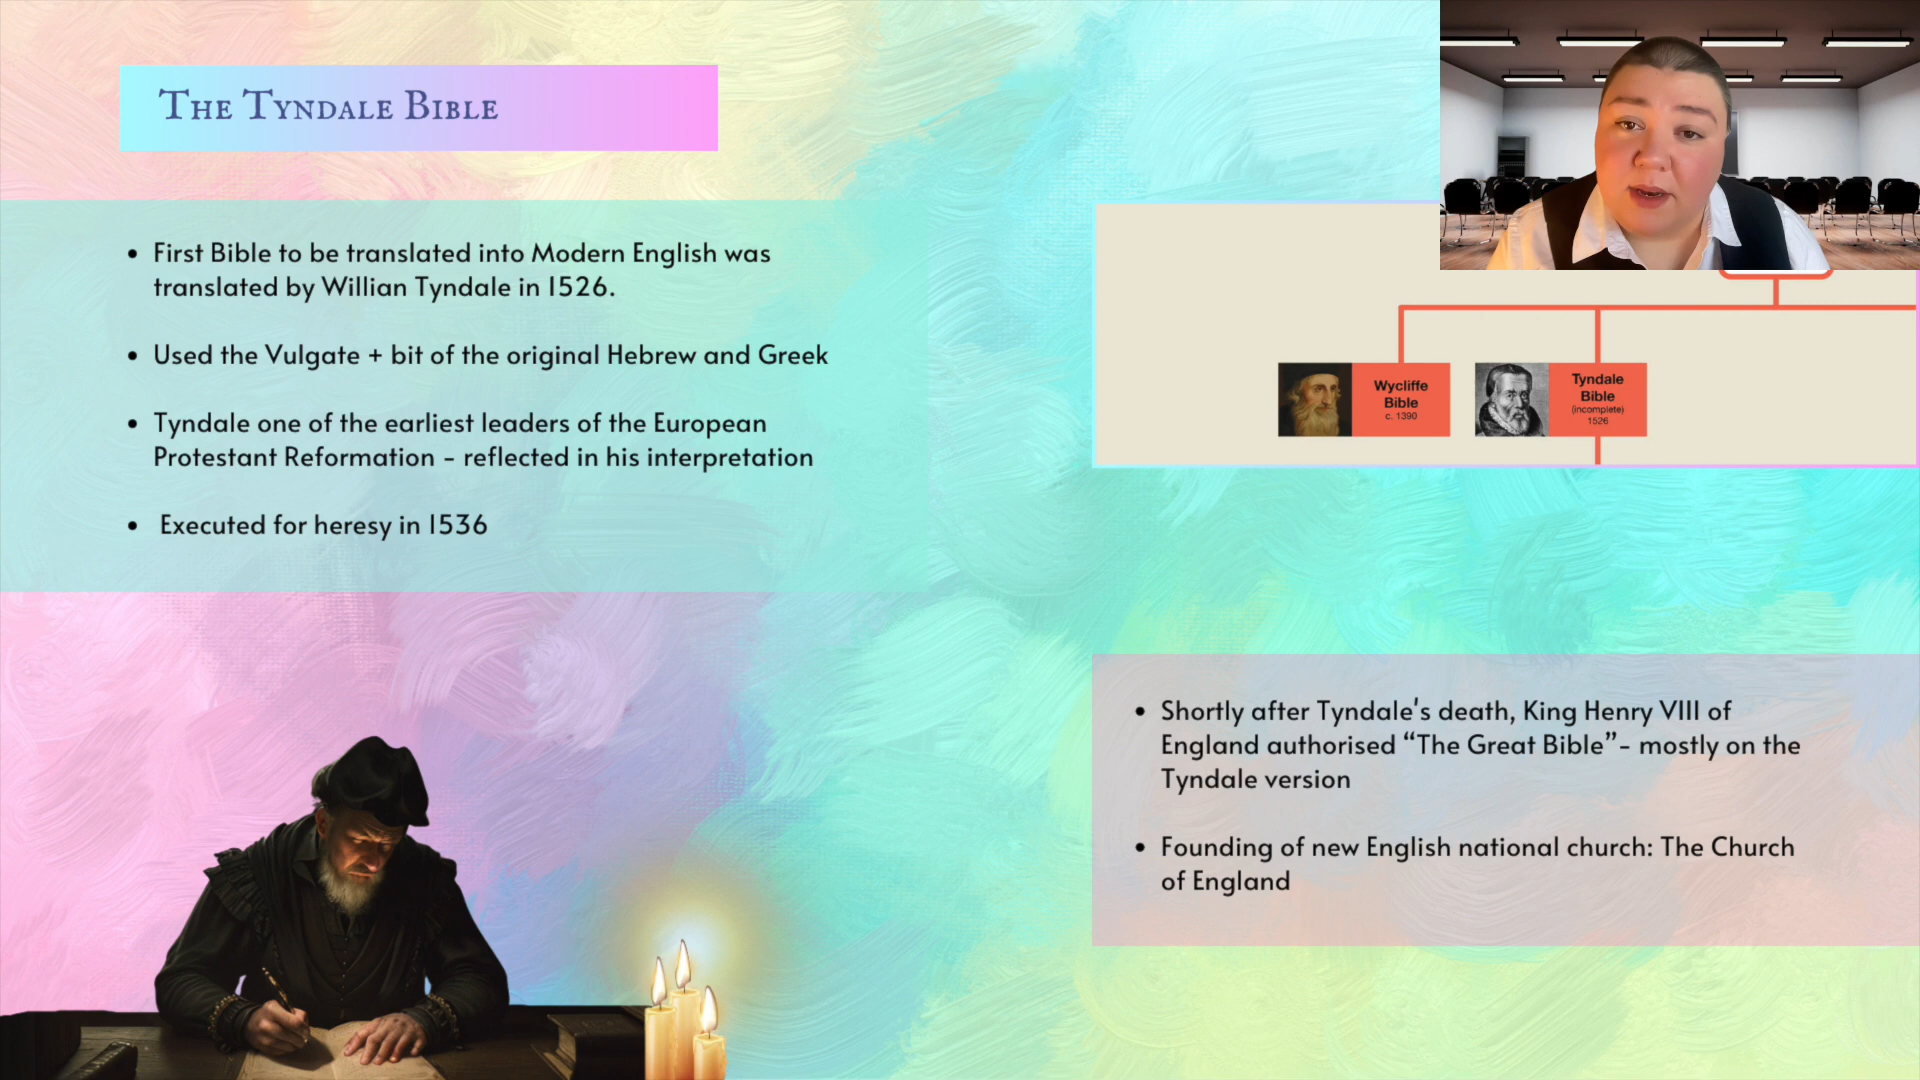 The Tyndale Bible
• First Bible to be translated into Modern English was
translated by Willian Tyndale in 1526.
• Used the Vulgate + bit of the original Hebrew and Greek
• Tyndale one of the earliest leaders of the European
Protestant Reformation - reflected in his interpretation
• Executed for heresy in 1536
Wycliffe
Bible
c. 1390
Tyndale
Bible
(incomplete)
1526
• Shortly after Tyndale's death, King Henry VIII of
England authorised “The Great Bible”- mostly on the
Tyndale version
• Founding of new English national church: The Church
of England